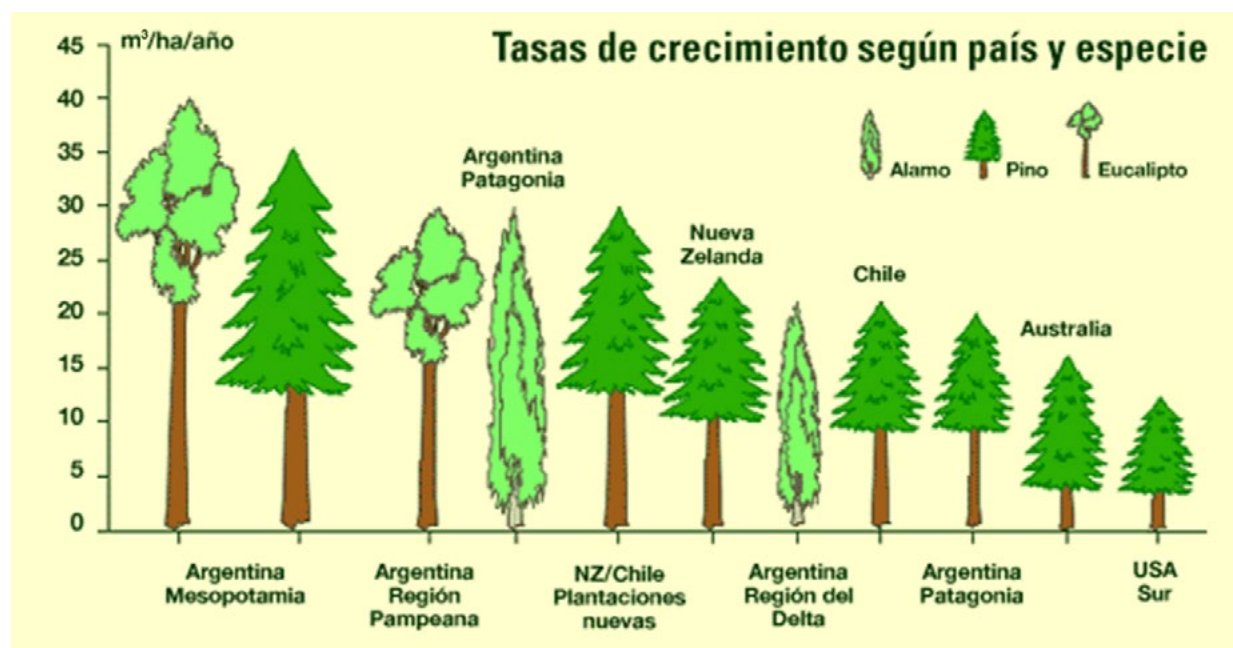 Tasas de crecimiento según país y especie
m³/ha/año
45
40
35
30
25
20
15
10
5
0
Alamo
Pino
Eucalipto
Argentina
Patagonia
Nueva
Zelanda
Chile
Australia
Argentina
Mesopotamia
Argentina
Región
Pampeana
NZ/Chile
Plantaciones
nuevas
Argentina
Región del
Delta
Argentina
Patagonia
USA
Sur